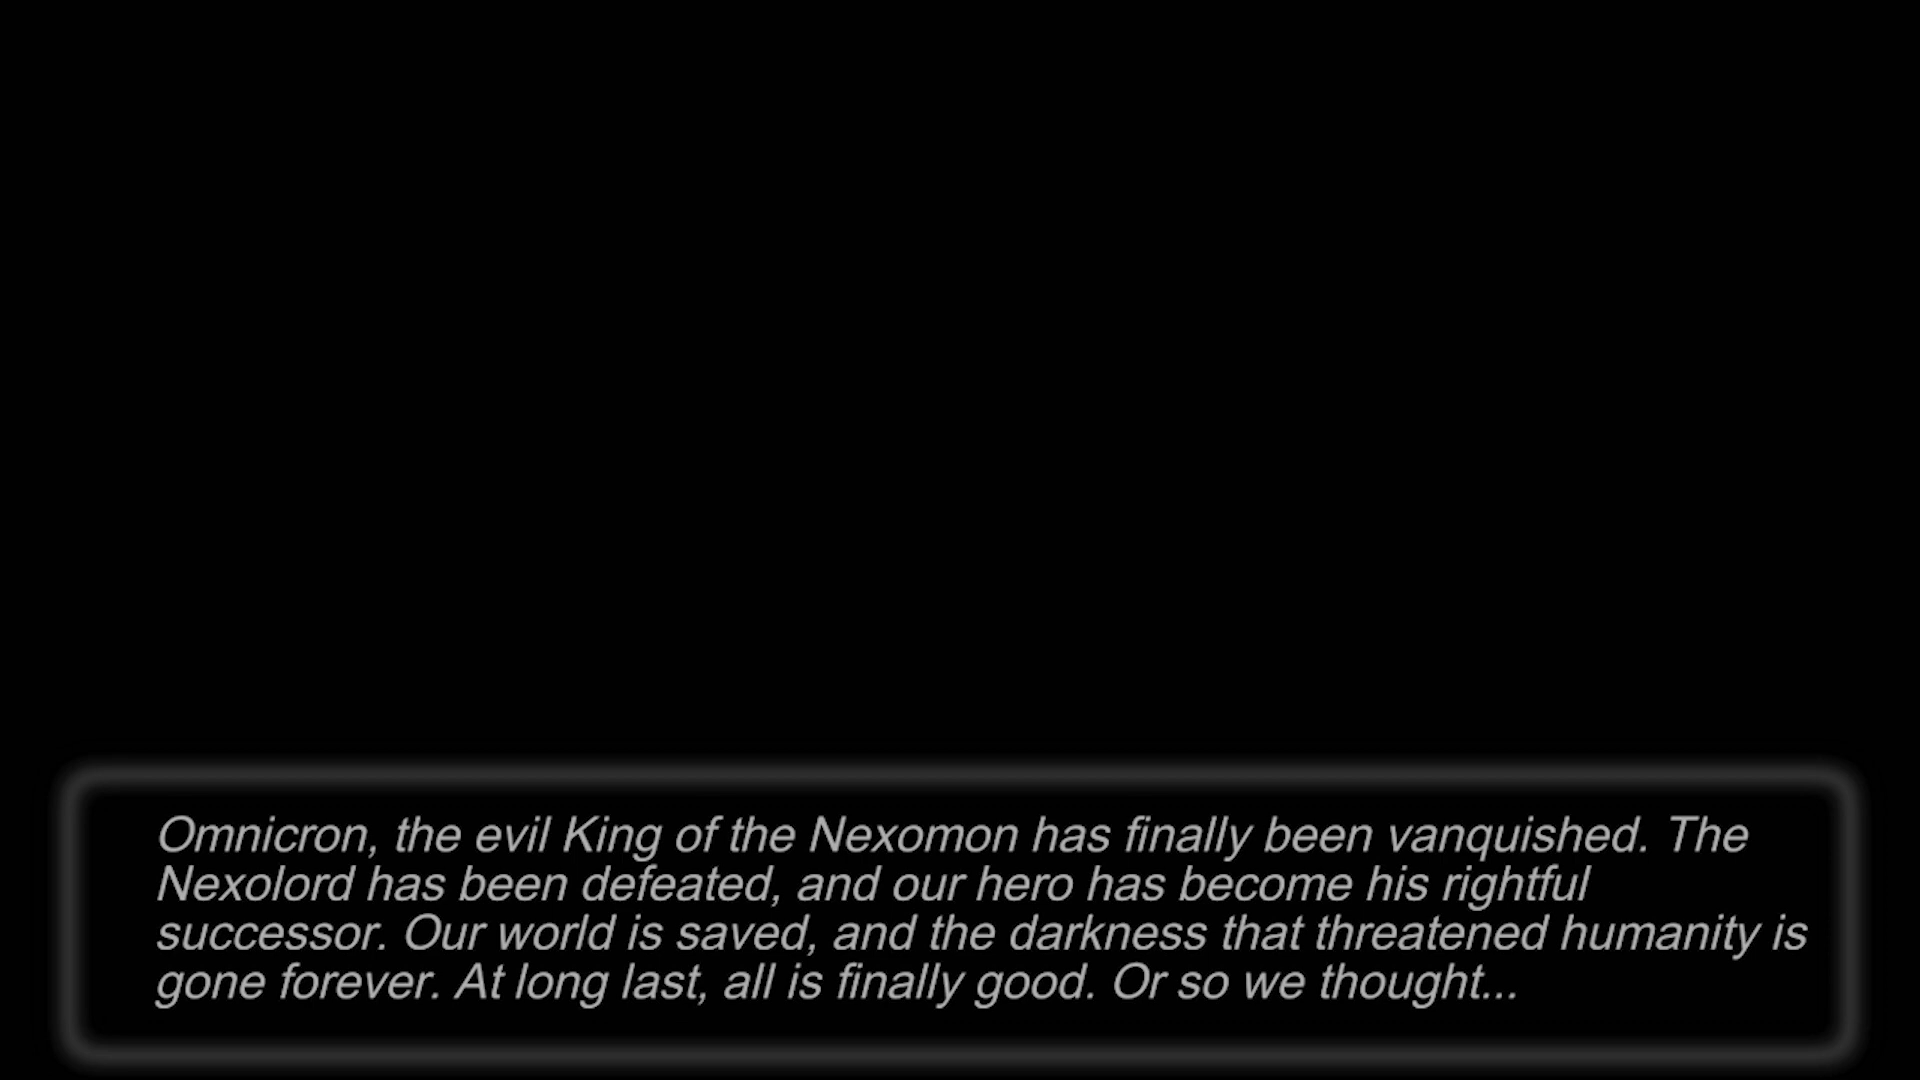 Omnicron, the evil King of the Nexomon has finally been vanquished. The
Nexolord has been defeated, and our hero has become his rightful
successor. Our world is saved, and the darkness that threatened humanity is
gone forever. At long last, all is finally good. Or so we thought...